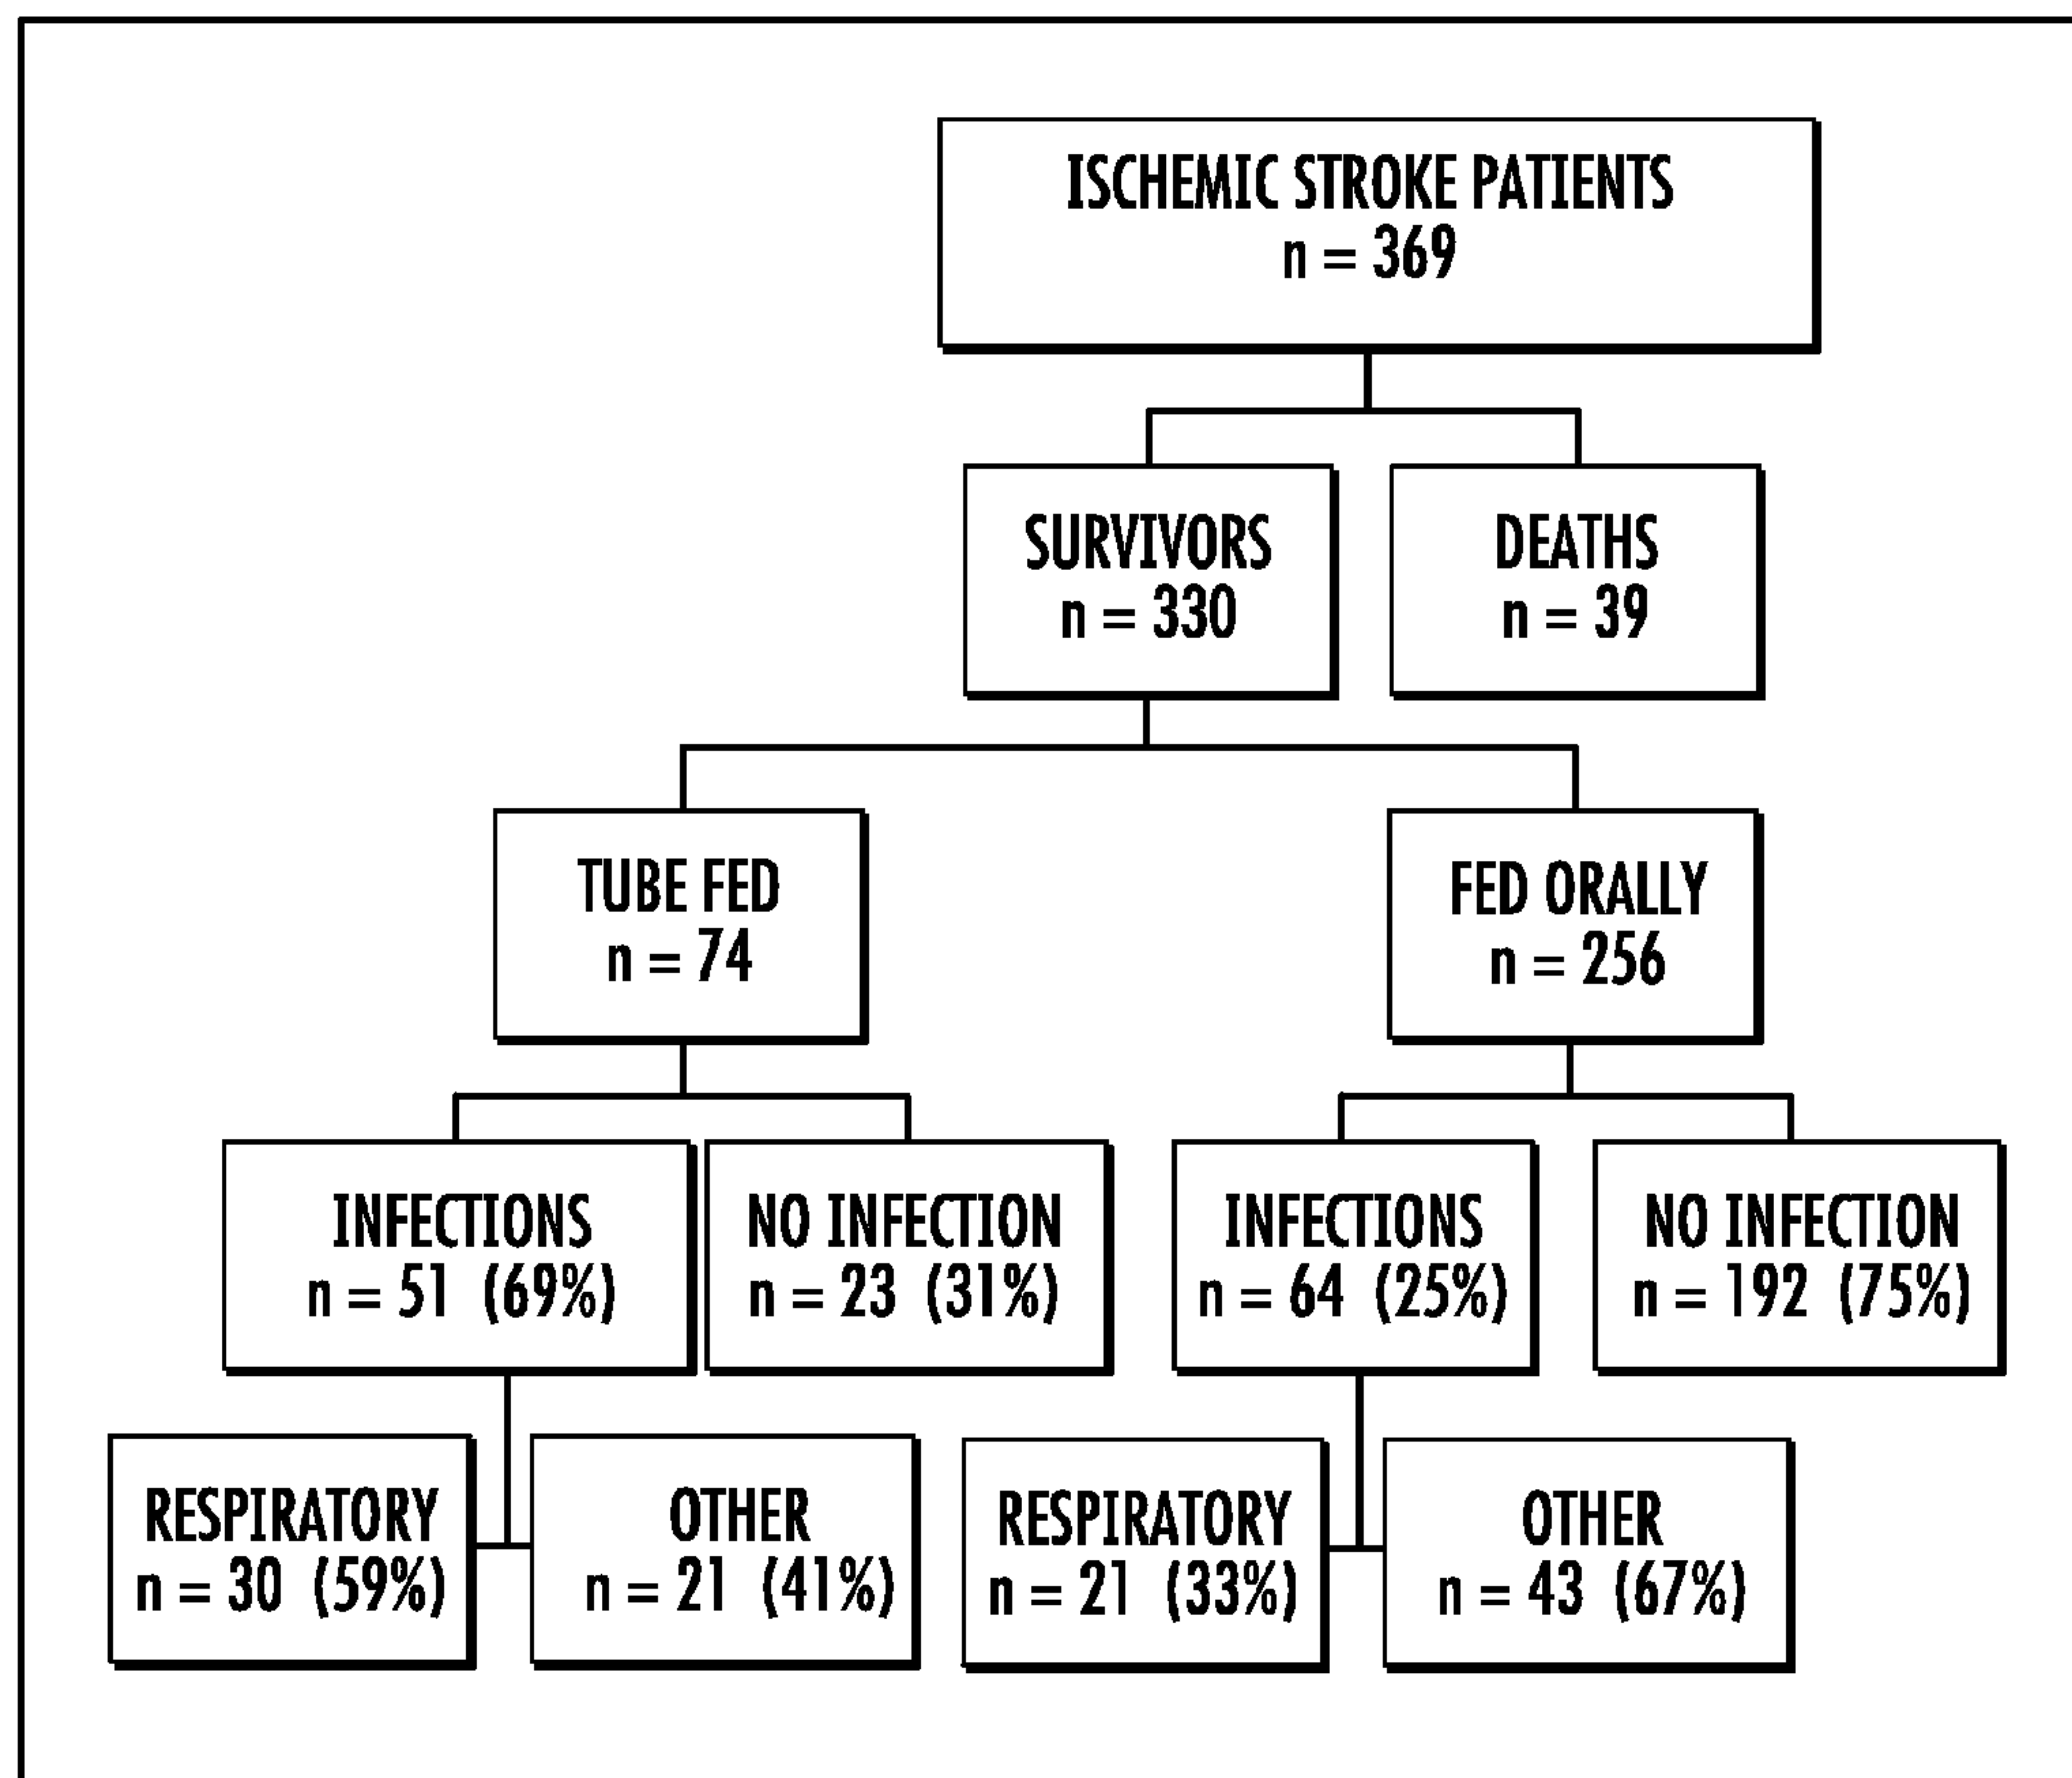 ISCHEMIC STROKE PATIENTS
n = 369
SURVIVORS
n = 330
DEATHS
n = 39
TUBE FED
n = 74
FED ORALLY
n = 256
INFECTIONS
n = 51 (69%)
NO INFECTION
n = 23 (31%)
INFECTIONS
n = 64 (25%)
NO INFECTION
n = 192 (75%)
RESPIRATORY
n = 30 (59%)
OTHER
n = 21 (41%)
RESPIRATORY
n = 21 (33%)
OTHER
n = 43 (67%)